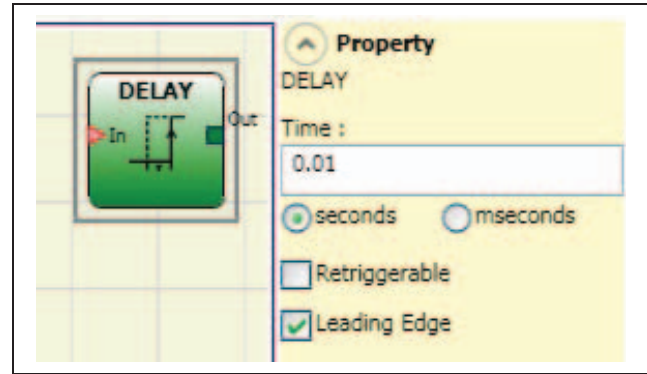 DELAY
In
Out
Property
DELAY
Time :
0.01
seconds
mseconds
Retriggerable
Leading Edge